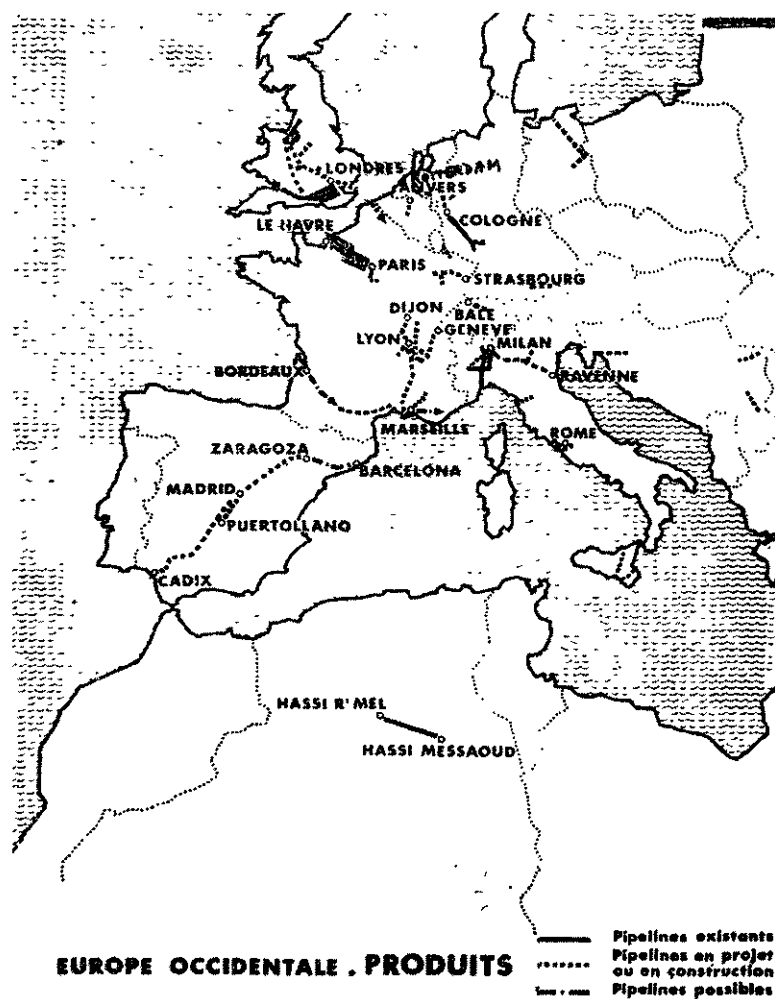 LONDRES
ANVERS
COLOGNE
LE HAVRE
PARIS
STRASBOURG
DIJON
BALE
GENEVE
LYON
MILAN
BORDEAUX
RAVENNE
MARSEILLE
ROME
ZARAGOZA
BARCELONA
MADRID
PUERTOLLANO
CADIX
HASSI R'MEL
HASSI MESSAOUD
Pipelines existants
Pipelines en projet
ou en construction
Pipelines possibles
EUROPE OCCIDENTALE . PRODUITS